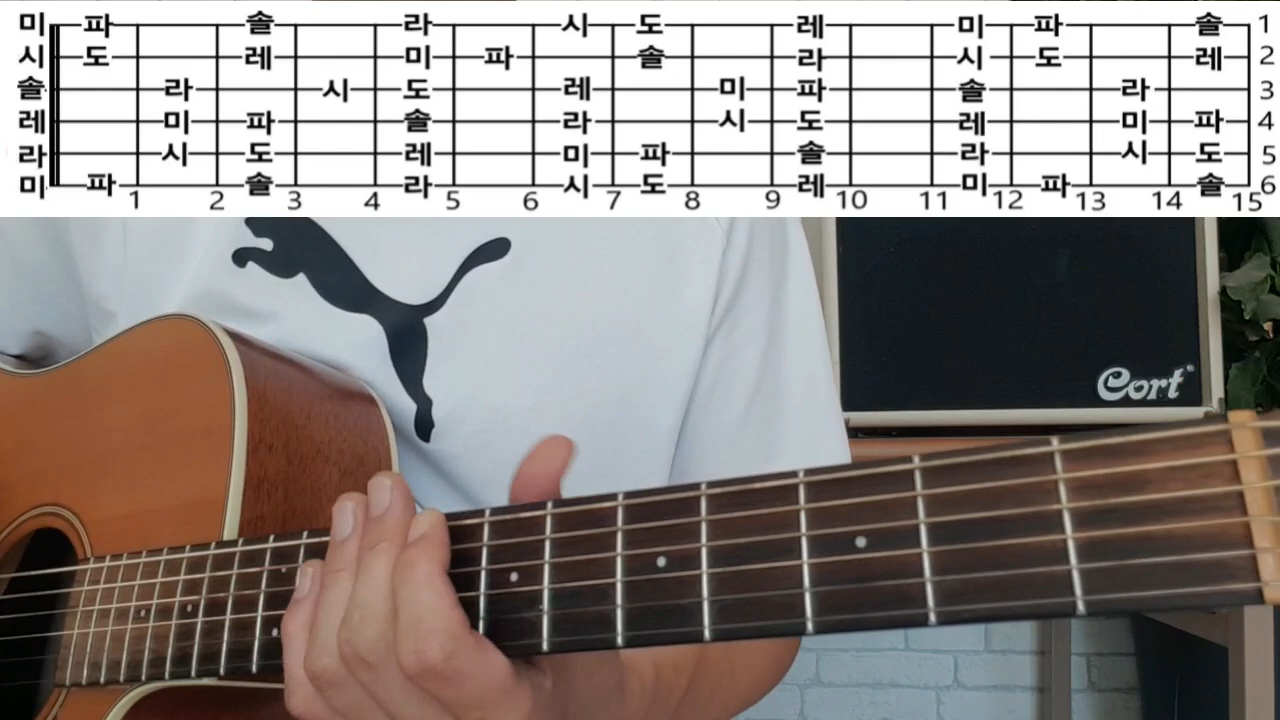 미 파 솔 라 시 도 레 미 파 솔 1
시 도 레 미 파 솔 라 시 도 레 2
솔 라 시 도 레 미 파 솔 라 3
레 미 파 솔 라 시 도 레 미 파 4
라 시 도 레 미 파 솔 라 시 도 5
미 파 솔 라 시 도 레 미 파 솔 6
1 2 3 4 5 6 7 8 9 10 11 12 13 14 15
Cort